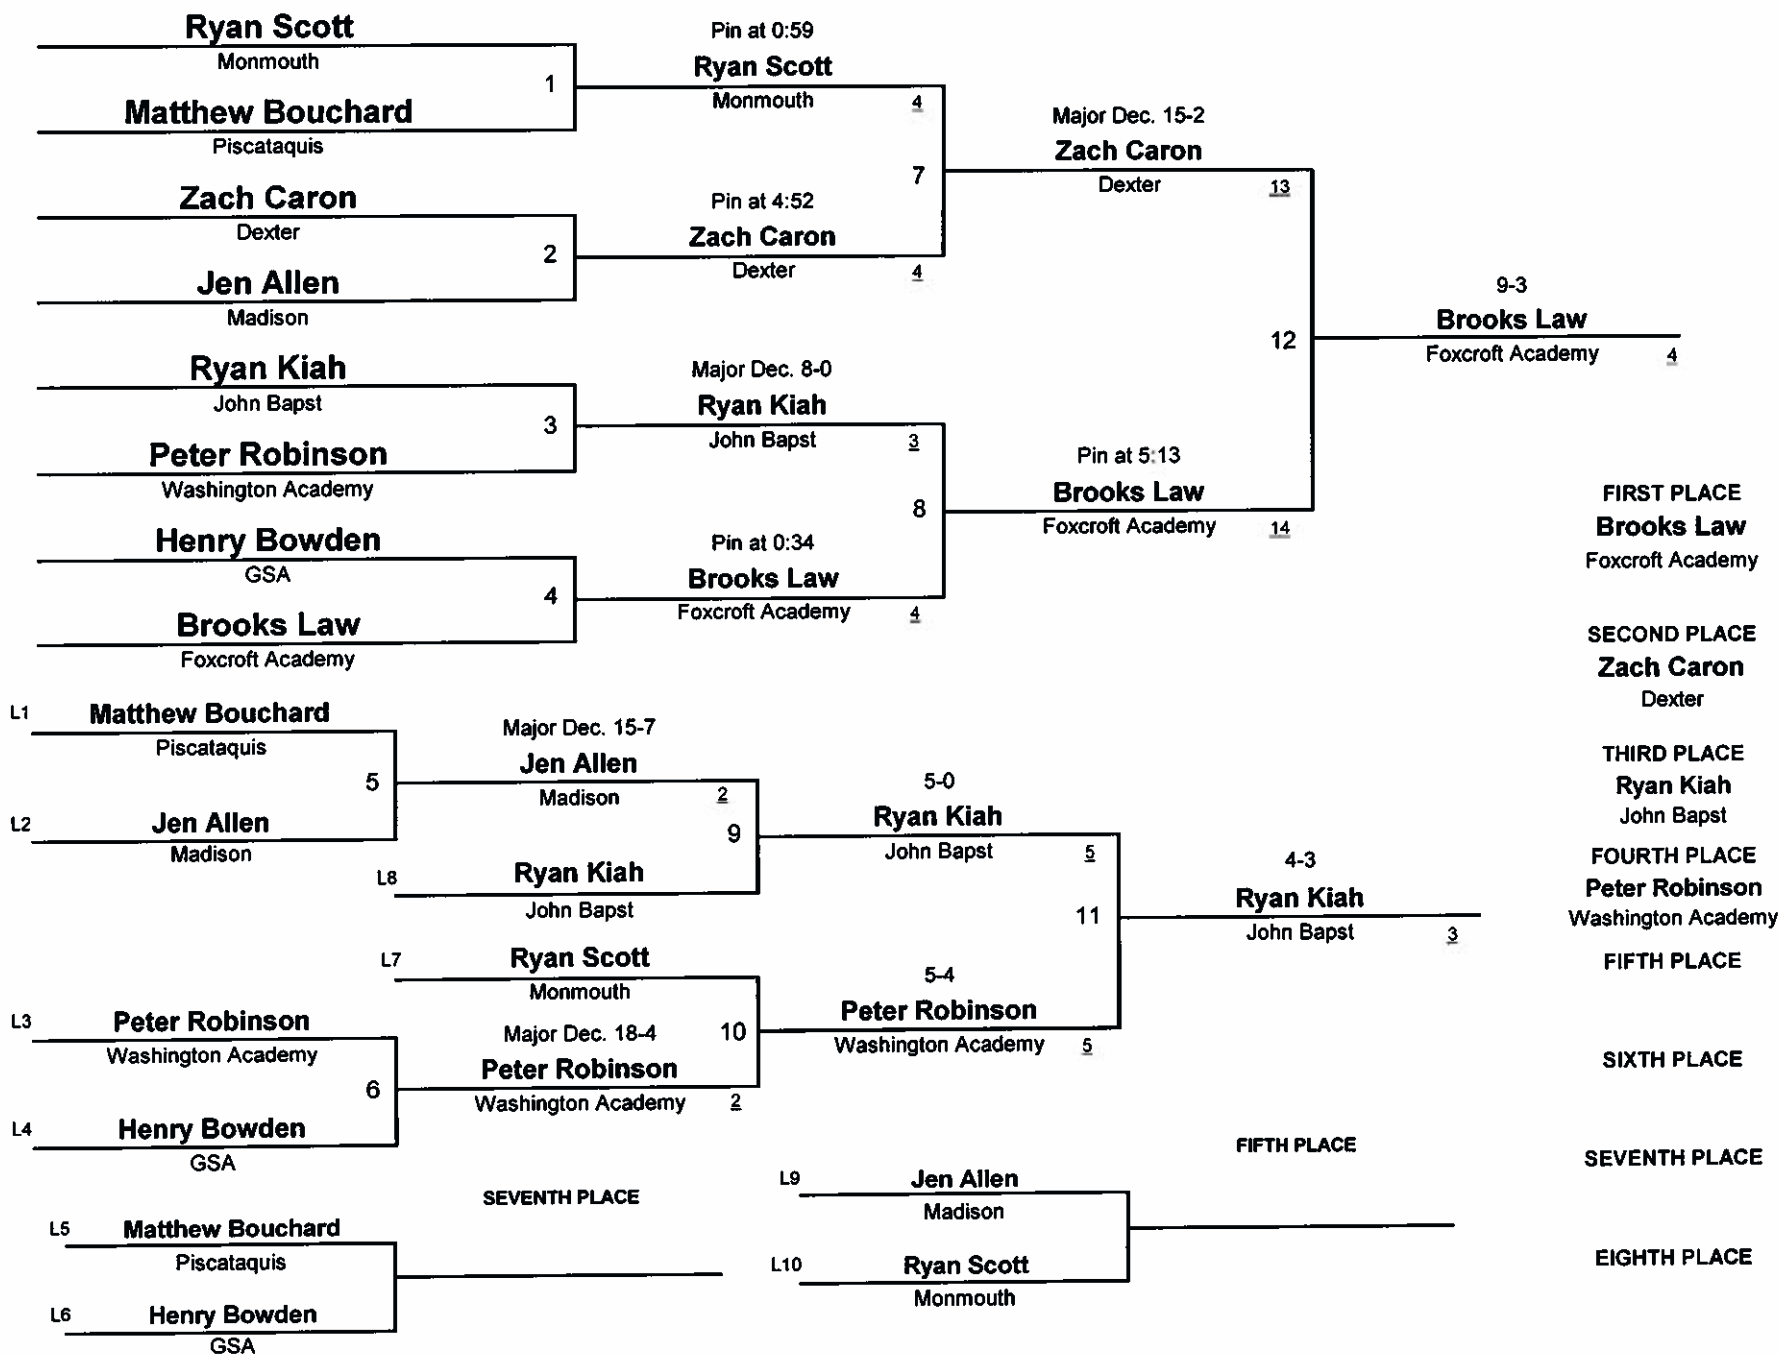 Ryan Scott
Monmouth
1
Matthew Bouchard
Piscataquis
Zach Caron
Dexter
2
Jen Allen
Madison
Ryan Kiah
John Bapst
3
Peter Robinson
Washington Academy
Henry Bowden
GSA
4
Brooks Law
Foxcroft Academy
Pin at 0:59
Ryan Scott
Monmouth 4
7
Pin at 4:52
Zach Caron
Dexter 4
Major Dec. 8-0
Ryan Kiah
John Bapst 3
8
Pin at 0:34
Brooks Law
Foxcroft Academy 4
Major Dec. 15-2
Zach Caron
Dexter 13
12
Pin at 5:13
Brooks Law
Foxcroft Academy 14
9-3
Brooks Law
Foxcroft Academy 4
L1 Matthew Bouchard
Piscataquis
5
L2 Jen Allen
Madison
Major Dec. 15-7
Jen Allen
Madison 2
9
L8 Ryan Kiah
John Bapst
L7 Ryan Scott
Monmouth
10
L3 Peter Robinson
Washington Academy
6
L4 Henry Bowden
GSA
Major Dec. 18-4
Peter Robinson
Washington Academy 2
5-0
Ryan Kiah
John Bapst 5
11
5-4
Peter Robinson
Washington Academy 5
4-3
Ryan Kiah
John Bapst 3
SEVENTH PLACE
L5 Matthew Bouchard
Piscataquis
L6 Henry Bowden
GSA
FIFTH PLACE
L9 Jen Allen
Madison
L10 Ryan Scott
Monmouth
FIRST PLACE
Brooks Law
Foxcroft Academy
SECOND PLACE
Zach Caron
Dexter
THIRD PLACE
Ryan Kiah
John Bapst
FOURTH PLACE
Peter Robinson
Washington Academy
FIFTH PLACE
SIXTH PLACE
SEVENTH PLACE
EIGHTH PLACE